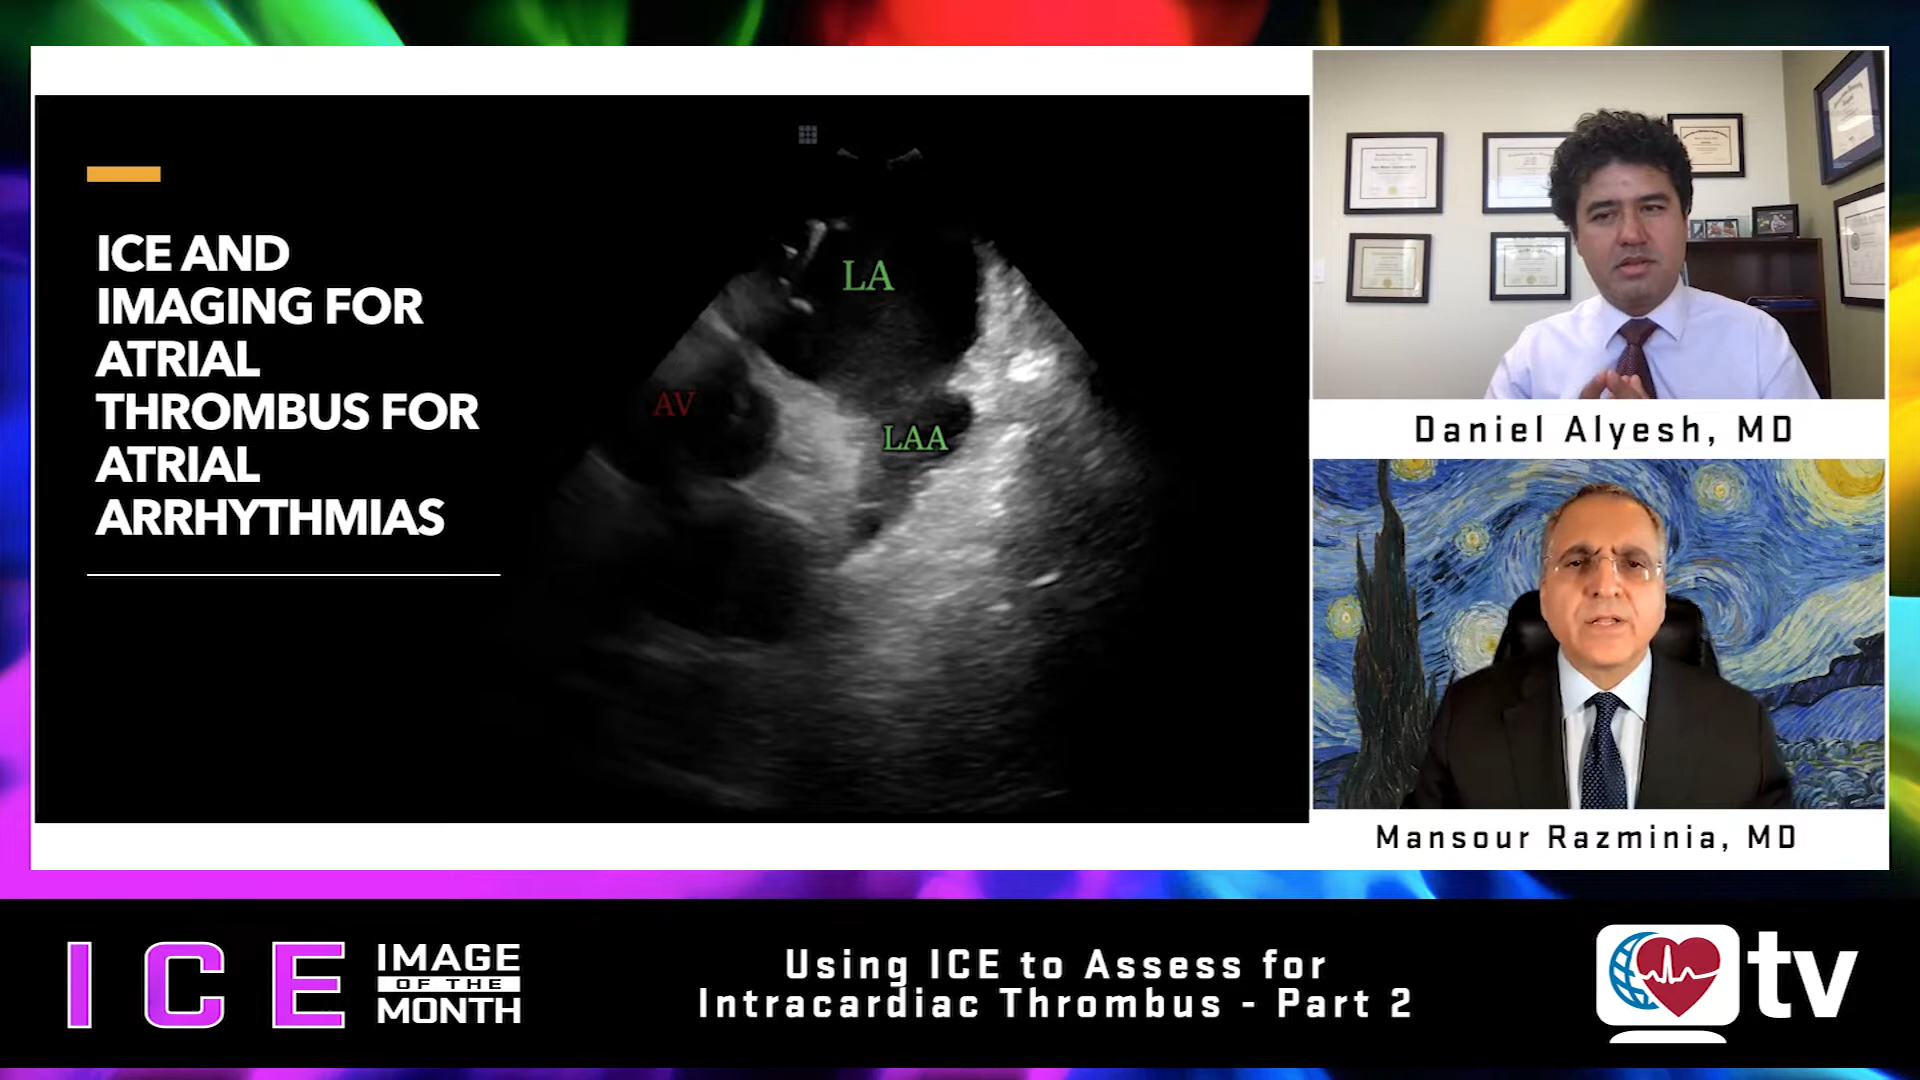 ICE AND
IMAGING FOR
ATRIAL
THROMBUS FOR
ATRIAL
ARRHYTHMIAS
LA
AV
LAA
Daniel Alyesh, MD
Mansour Razminia, MD
ICE
IMAGE
OF THE
MONTH
Using ICE to Assess for
Intracardiac Thrombus - Part 2
tv